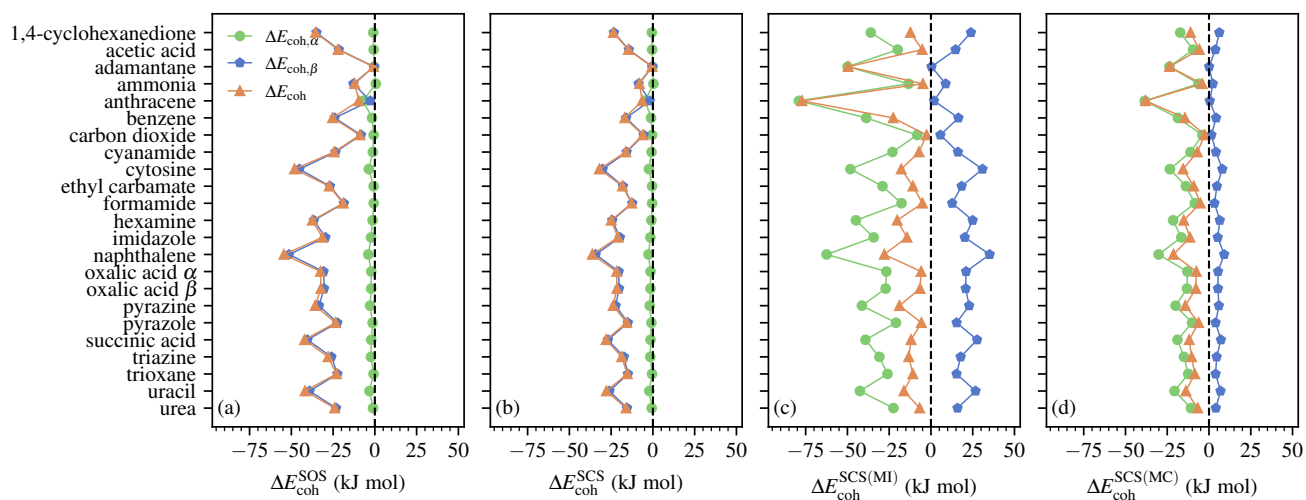 1,4-cyclohexanedione
acetic acid
adamantane
ammonia
anthracene
benzene
carbon dioxide
cyanamide
cytosine
ethyl carbamate
formamide
hexamine
imidazole
naphthalene
oxalic acid α
oxalic acid β
pyrazine
pyrazole
succinic acid
triazine
trioxane
uracil
urea
ΔE_coh,α
ΔE_coh,β
ΔE_coh
(a)
(b)
(c)
(d)
−75 −50 −25 0 25 50
−75 −50 −25 0 25 50
−75 −50 −25 0 25 50
−75 −50 −25 0 25 50
ΔE_coh^SOS (kJ mol)
ΔE_coh^SCS (kJ mol)
ΔE_coh^SCS(MI) (kJ mol)
ΔE_coh^SCS(MC) (kJ mol)